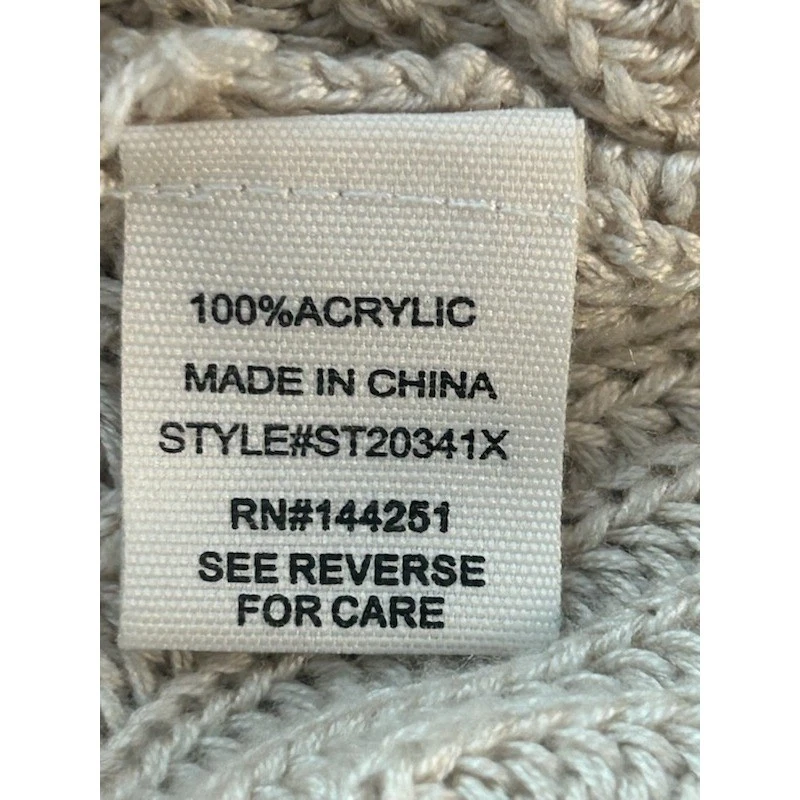 100%ACRYLIC
MADE IN CHINA
STYLE#ST20341X
RN#144251
SEE REVERSE
FOR CARE